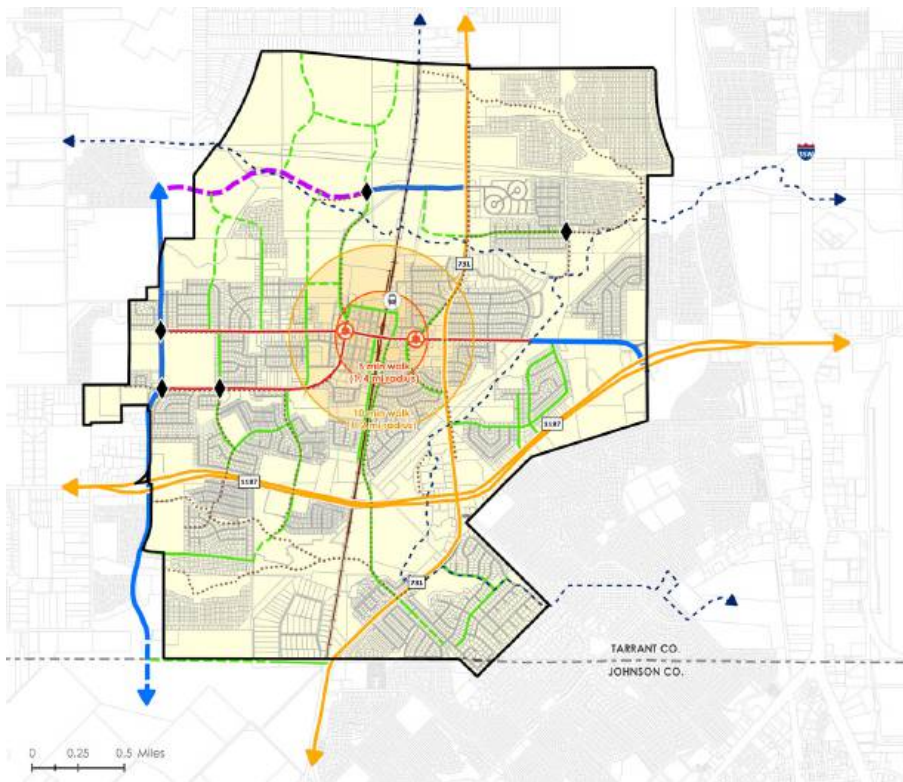 35W
731
5 min walk
(1/4 mi radius)
10 min walk
(1/2 mi radius)
1187
1187
731
TARRANT CO.
JOHNSON CO.
0 0.25 0.5 Miles